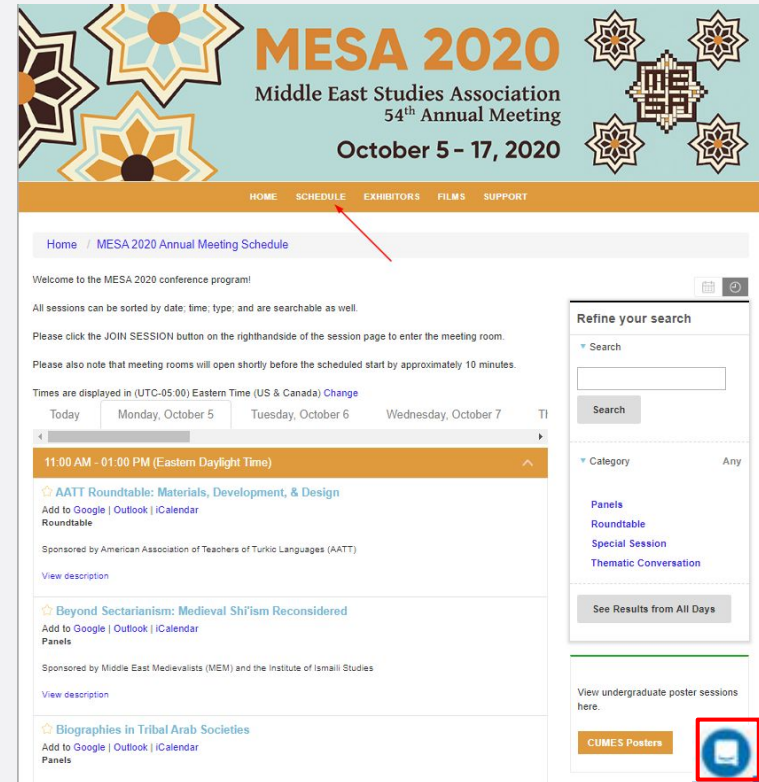 MESA 2020
Middle East Studies Association
54th Annual Meeting
October 5 - 17, 2020
HOME SCHEDULE EXHIBITORS FILMS SUPPORT
Home / MESA 2020 Annual Meeting Schedule
Welcome to the MESA 2020 conference program!
All sessions can be sorted by date; time; type; and are searchable as well.
Please click the JOIN SESSION button on the righthandside of the session page to enter the meeting room.
Please also note that meeting rooms will open shortly before the scheduled start by approximately 10 minutes.
Times are displayed in (UTC-05:00) Eastern Time (US & Canada) Change
Today Monday, October 5 Tuesday, October 6 Wednesday, October 7 Th
11:00 AM - 01:00 PM (Eastern Daylight Time)
AATT Roundtable: Materials, Development, & Design
Add to Google | Outlook | iCalendar
Roundtable
Sponsored by American Association of Teachers of Turkic Languages (AATT)
View description
Beyond Sectarianism: Medieval Shi'ism Reconsidered
Add to Google | Outlook | iCalendar
Panels
Sponsored by Middle East Medievalists (MEM) and the Institute of Ismaili Studies
View description
Biographies in Tribal Arab Societies
Add to Google | Outlook | iCalendar
Panels
Refine your search
Search
Search
Category Any
Panels
Roundtable
Special Session
Thematic Conversation
See Results from All Days
View undergraduate poster sessions
here.
CUMES Posters